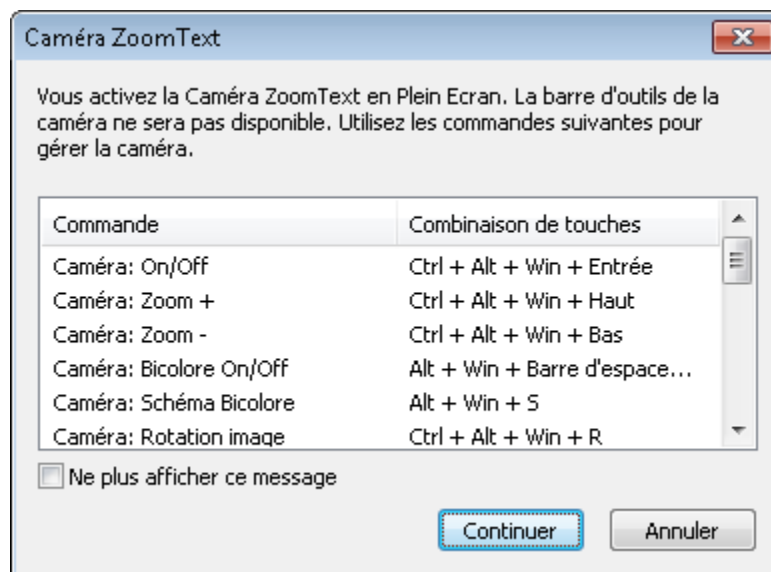 Caméra ZoomText
Vous activez la Caméra ZoomText en Plein Ecran. La barre d'outils de la
caméra ne sera pas disponible. Utilisez les commandes suivantes pour
gérer la caméra.
Commande Combinaison de touches
Caméra: On/Off Ctrl + Alt + Win + Entrée
Caméra: Zoom + Ctrl + Alt + Win + Haut
Caméra: Zoom - Ctrl + Alt + Win + Bas
Caméra: Bicolore On/Off Alt + Win + Barre d'espace...
Caméra: Schéma Bicolore Alt + Win + S
Caméra: Rotation image Ctrl + Alt + Win + R
Ne plus afficher ce message
Continuer Annuler